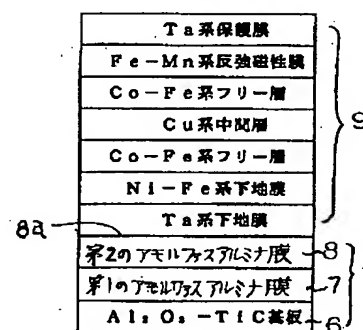 Ta系保護膜
Fe-Mn系反強磁性膜
Co-Fe系フリー層
Cu系中間層
Co-Fe系フリー層
Ni-Fe系下地膜
Ta系下地膜
第2のアモルファスアルミナ膜
第1のアモルファスアルミナ膜
Al2O3-TiC基板
9
8a
8
7
6